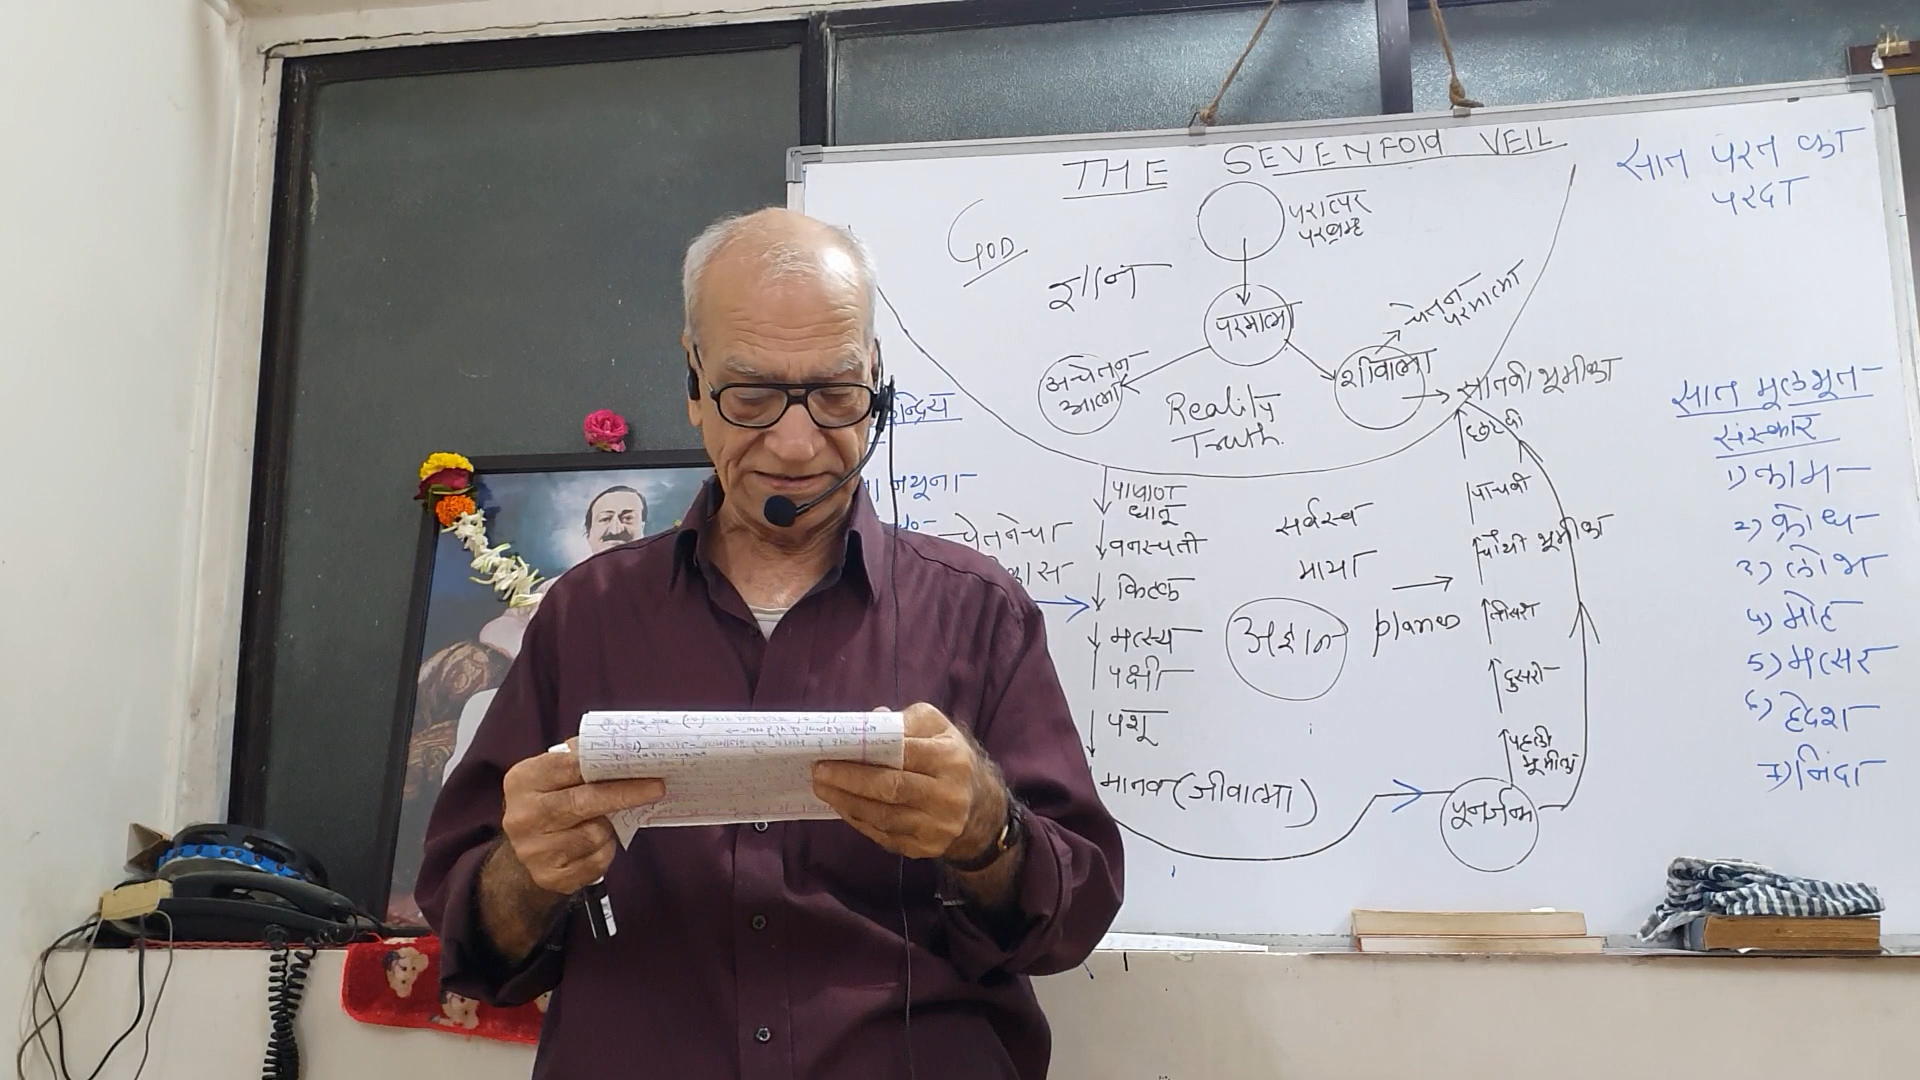 THE SEVENFOLD VEIL
सात परत का
परदा
GOD
ज्ञान
परात्पर
परब्रम्ह
परमात्मा
चेतन
परमात्मा
अचेतन
आत्मा
शीवात्मा
सातवी भूमीका
Reality
Truth.
सात मूलभूत
संस्कार
1) काम
2) क्रोध
3) लोभ
4) मोह
5) मत्सर
6) द्वेश
7) निंदा
पाषाण
धातू
वनस्पती
किटक
मत्स्य
पक्षी
पशू
मानव (जीवात्मा)
चेतनेचा
सर्वस्व
माया
अज्ञान
planes
पाचवी
चौथी भूमीका
तिसरी
दुसरी
पहली
भूमीका
पूनर्जन्म